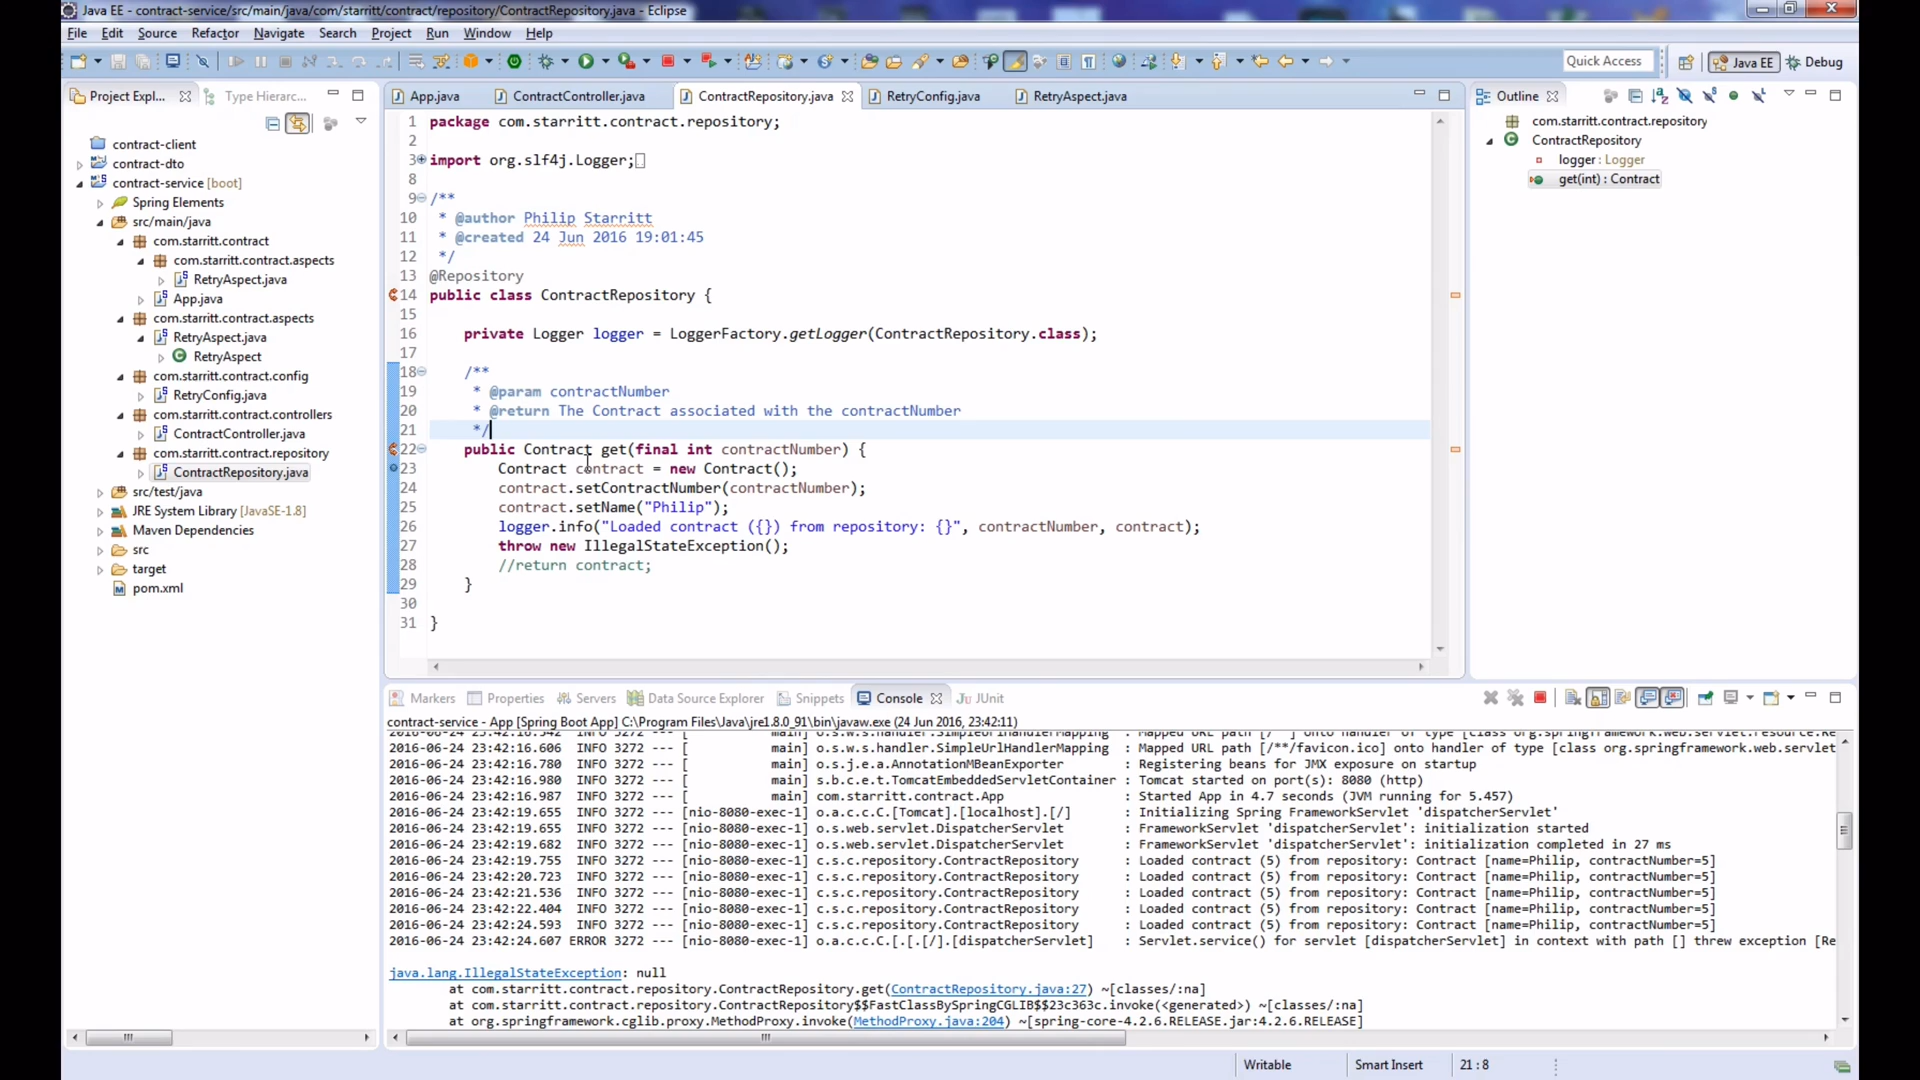 Java EE - contract-service/src/main/java/com/starritt/contract/repository/ContractRepository.java - Eclipse
File Edit Source Refactor Navigate Search Project Run Window Help
Quick Access
Java EE
Debug
Project Expl...
Type Hierarc...
contract-client
contract-dto
contract-service [boot]
Spring Elements
src/main/java
com.starritt.contract
com.starritt.contract.aspects
RetryAspect.java
App.java
com.starritt.contract.aspects
RetryAspect.java
RetryAspect
com.starritt.contract.config
RetryConfig.java
com.starritt.contract.controllers
ContractController.java
com.starritt.contract.repository
ContractRepository.java
src/test/java
JRE System Library [JavaSE-1.8]
Maven Dependencies
src
target
pom.xml
App.java
ContractController.java
ContractRepository.java
RetryConfig.java
RetryAspect.java
1 package com.starritt.contract.repository;
2
3 import org.slf4j.Logger;
8
9 /**
10 * @author Philip Starritt
11 * @created 24 Jun 2016 19:01:45
12 */
13 @Repository
14 public class ContractRepository {
15
16 private Logger logger = LoggerFactory.getLogger(ContractRepository.class);
17
18 /**
19 * @param contractNumber
20 * @return The Contract associated with the contractNumber
21 */
22 public Contract get(final int contractNumber) {
23 Contract contract = new Contract();
24 contract.setContractNumber(contractNumber);
25 contract.setName("Philip");
26 logger.info("Loaded contract ({}) from repository: {}", contractNumber, contract);
27 throw new IllegalStateException();
28 //return contract;
29 }
30
31 }
Outline
com.starritt.contract.repository
ContractRepository
logger : Logger
get(int) : Contract
Markers
Properties
Servers
Data Source Explorer
Snippets
Console
JUnit
contract-service - App [Spring Boot App] C:\Program Files\Java\jre1.8.0_91\bin\javaw.exe (24 Jun 2016, 23:42:11)
2016-06-24 23:42:16.542 INFO 3272 --- [ main] o.s.w.s.handler.SimpleUrlHandlerMapping : Mapped URL path [/**] onto handler of type [class org.springframework.web.servlet.resource.Re
2016-06-24 23:42:16.606 INFO 3272 --- [ main] o.s.w.s.handler.SimpleUrlHandlerMapping : Mapped URL path [/**/favicon.ico] onto handler of type [class org.springframework.web.servlet
2016-06-24 23:42:16.780 INFO 3272 --- [ main] o.s.j.e.a.AnnotationMBeanExporter : Registering beans for JMX exposure on startup
2016-06-24 23:42:16.980 INFO 3272 --- [ main] s.b.c.e.t.TomcatEmbeddedServletContainer : Tomcat started on port(s): 8080 (http)
2016-06-24 23:42:16.987 INFO 3272 --- [ main] com.starritt.contract.App : Started App in 4.7 seconds (JVM running for 5.457)
2016-06-24 23:42:19.655 INFO 3272 --- [nio-8080-exec-1] o.a.c.c.C.[Tomcat].[localhost].[/] : Initializing Spring FrameworkServlet 'dispatcherServlet'
2016-06-24 23:42:19.655 INFO 3272 --- [nio-8080-exec-1] o.s.web.servlet.DispatcherServlet : FrameworkServlet 'dispatcherServlet': initialization started
2016-06-24 23:42:19.682 INFO 3272 --- [nio-8080-exec-1] o.s.web.servlet.DispatcherServlet : FrameworkServlet 'dispatcherServlet': initialization completed in 27 ms
2016-06-24 23:42:19.755 INFO 3272 --- [nio-8080-exec-1] c.s.c.repository.ContractRepository : Loaded contract (5) from repository: Contract [name=Philip, contractNumber=5]
2016-06-24 23:42:20.723 INFO 3272 --- [nio-8080-exec-1] c.s.c.repository.ContractRepository : Loaded contract (5) from repository: Contract [name=Philip, contractNumber=5]
2016-06-24 23:42:21.536 INFO 3272 --- [nio-8080-exec-1] c.s.c.repository.ContractRepository : Loaded contract (5) from repository: Contract [name=Philip, contractNumber=5]
2016-06-24 23:42:22.404 INFO 3272 --- [nio-8080-exec-1] c.s.c.repository.ContractRepository : Loaded contract (5) from repository: Contract [name=Philip, contractNumber=5]
2016-06-24 23:42:24.593 INFO 3272 --- [nio-8080-exec-1] c.s.c.repository.ContractRepository : Loaded contract (5) from repository: Contract [name=Philip, contractNumber=5]
2016-06-24 23:42:24.607 ERROR 3272 --- [nio-8080-exec-1] o.a.c.c.C.[.[.[/].[dispatcherServlet] : Servlet.service() for servlet [dispatcherServlet] in context with path [] threw exception [Re
java.lang.IllegalStateException: null
at com.starritt.contract.repository.ContractRepository.get(ContractRepository.java:27) ~[classes/:na]
at com.starritt.contract.repository.ContractRepository$$FastClassBySpringCGLIB$$23c363c.invoke(<generated>) ~[classes/:na]
at org.springframework.cglib.proxy.MethodProxy.invoke(MethodProxy.java:204) ~[spring-core-4.2.6.RELEASE.jar:4.2.6.RELEASE]
Writable
Smart Insert
21 : 8